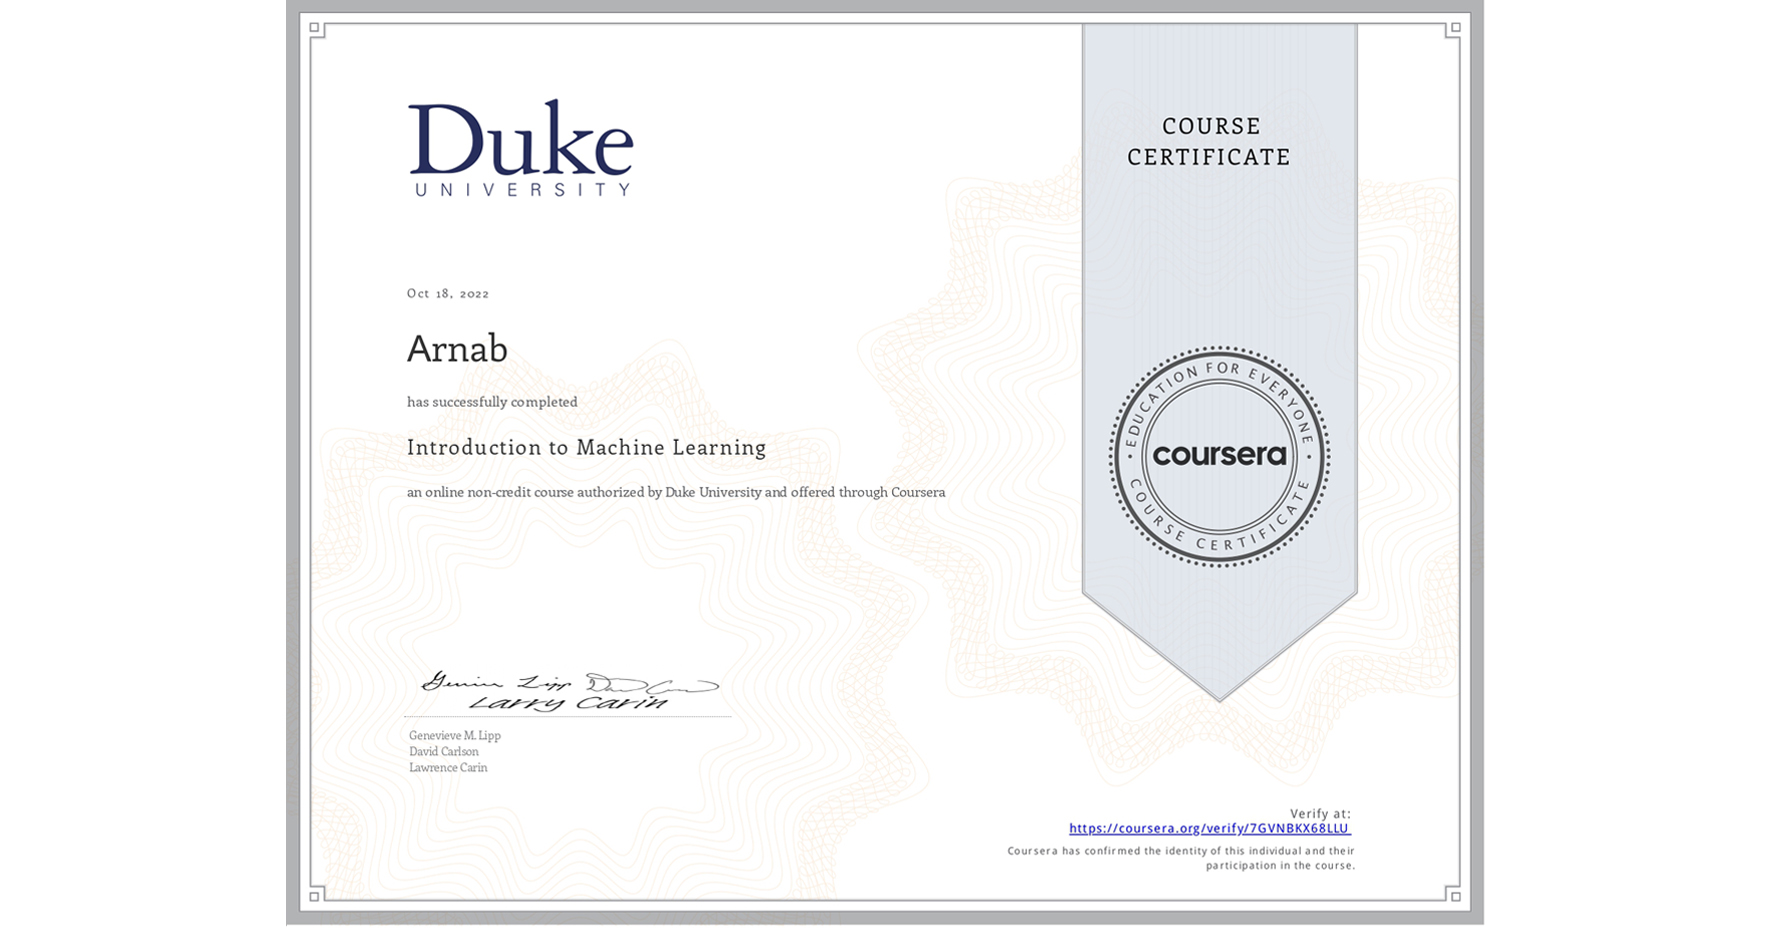 Duke
UNIVERSITY
COURSE
CERTIFICATE
Oct 18, 2022
Arnab
has successfully completed
Introduction to Machine Learning
an online non-credit course authorized by Duke University and offered through Coursera
EDUCATION FOR EVERYONE
coursera
COURSE CERTIFICATE
Larry Carin
Genevieve M. Lipp
David Carlson
Lawrence Carin
Verify at:
https://coursera.org/verify/7GVNBKX68LLU
Coursera has confirmed the identity of this individual and their
participation in the course.